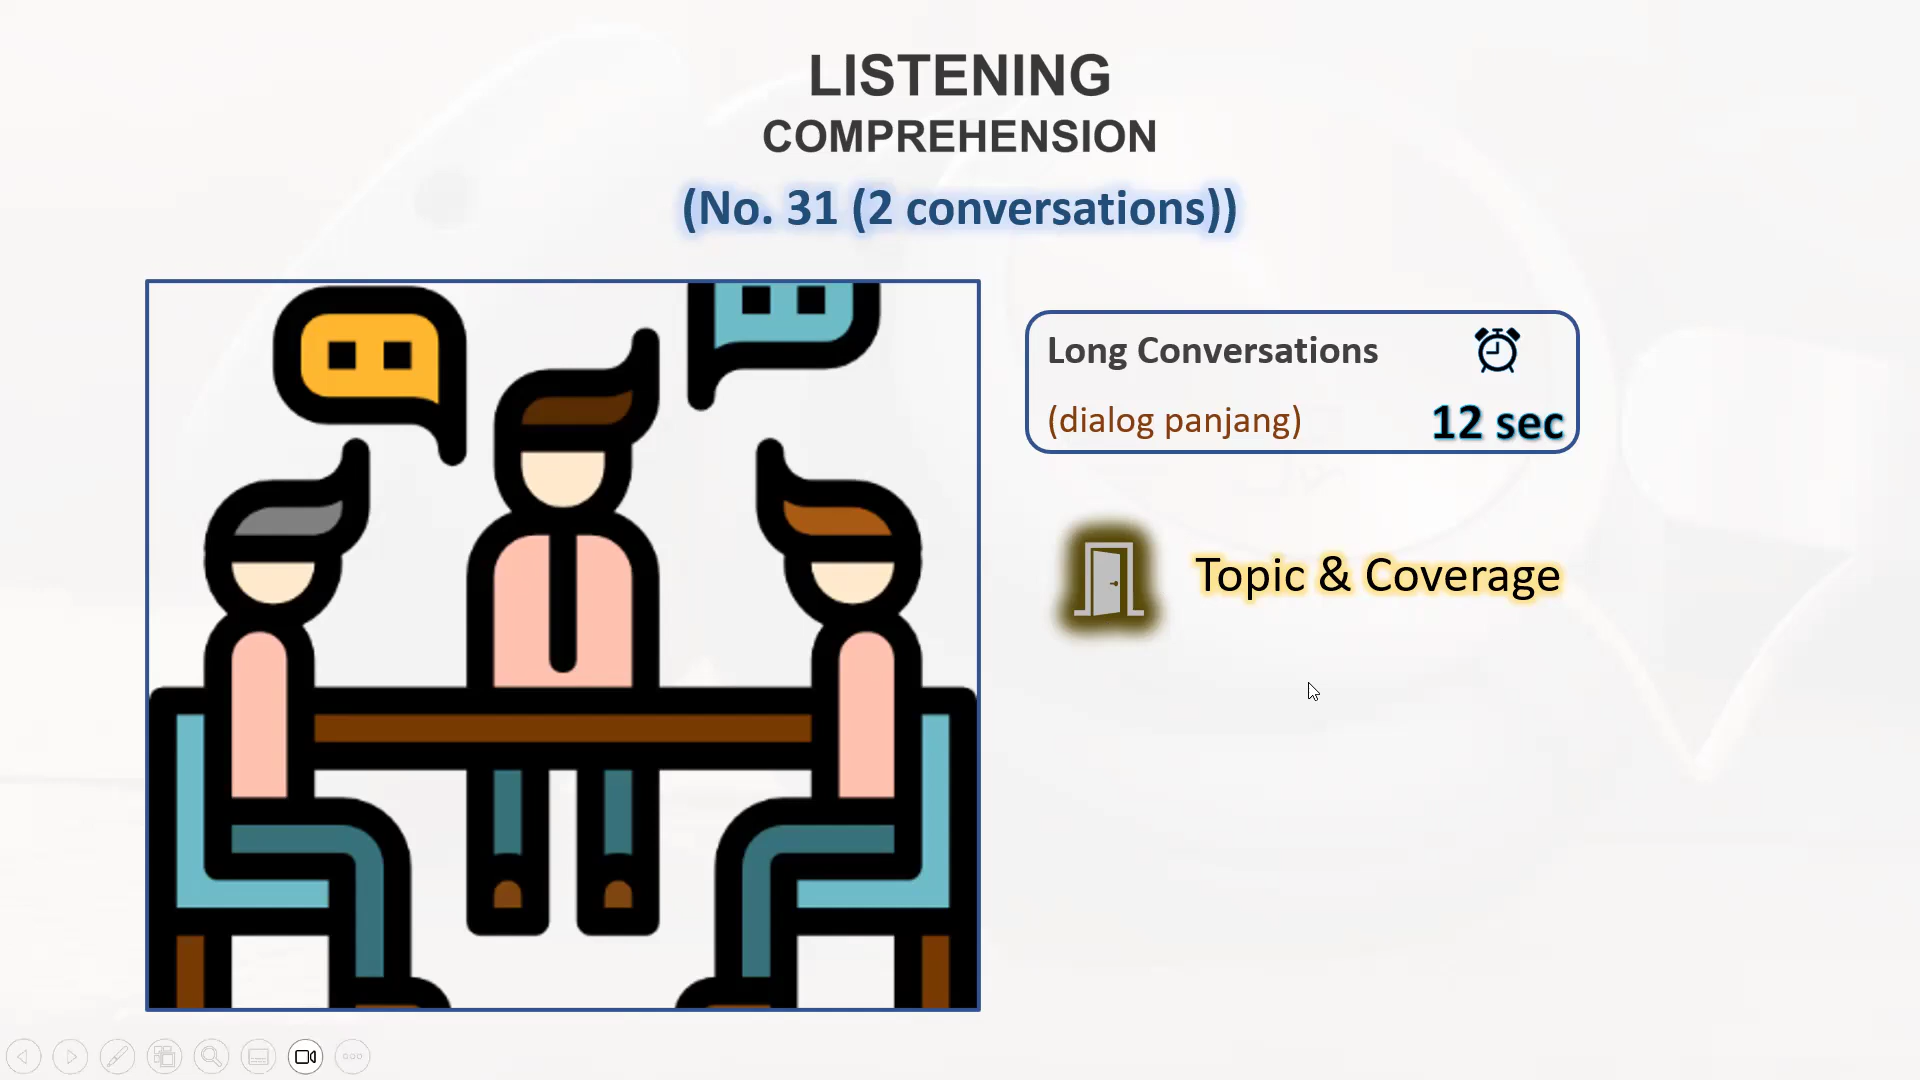 LISTENING
COMPREHENSION
(No. 31 (2 conversations))
Long Conversations
(dialog panjang)
12 sec
Topic & Coverage